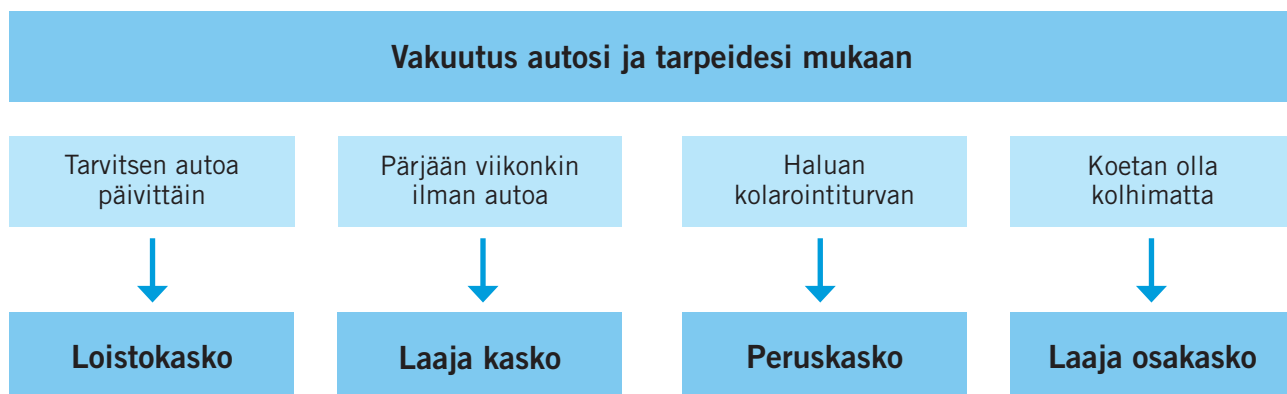 Vakuutus autosi ja tarpeidesi mukaan
Tarvitsen autoa
päivittäin
Pärjään viikonkin
ilman autoa
Haluan
kolarointiturvan
Koetan olla
kolhimatta
Loistokasko
Laaja kasko
Peruskasko
Laaja osakasko